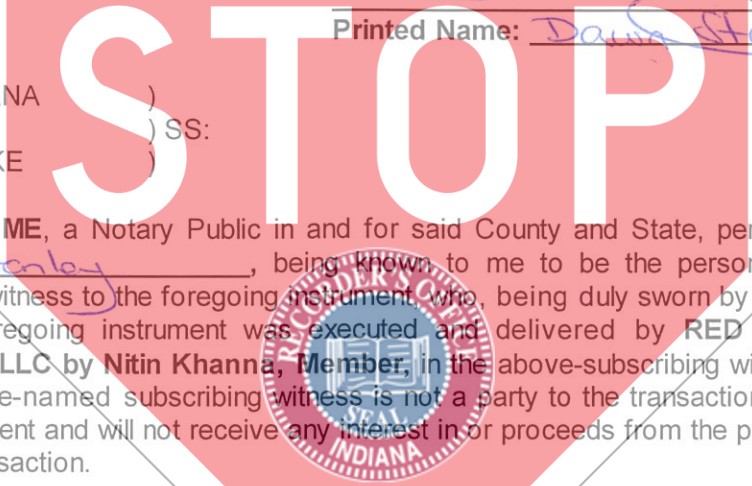 STOP
Printed Name: David
NA )
) SS:
KE )
ME, a Notary Public in and for said County and State, per
, being known to me to be the person
witness to the foregoing instrument, who, being duly sworn by
regoing instrument was executed and delivered by RED
LLC by Nitin Khanna, Member, in the above-subscribing wi
e-named subscribing witness is not a party to the transaction
ent and will not receive any interest in or proceeds from the p
saction.
RECORDER'S OFFICE
SEAL
INDIANA